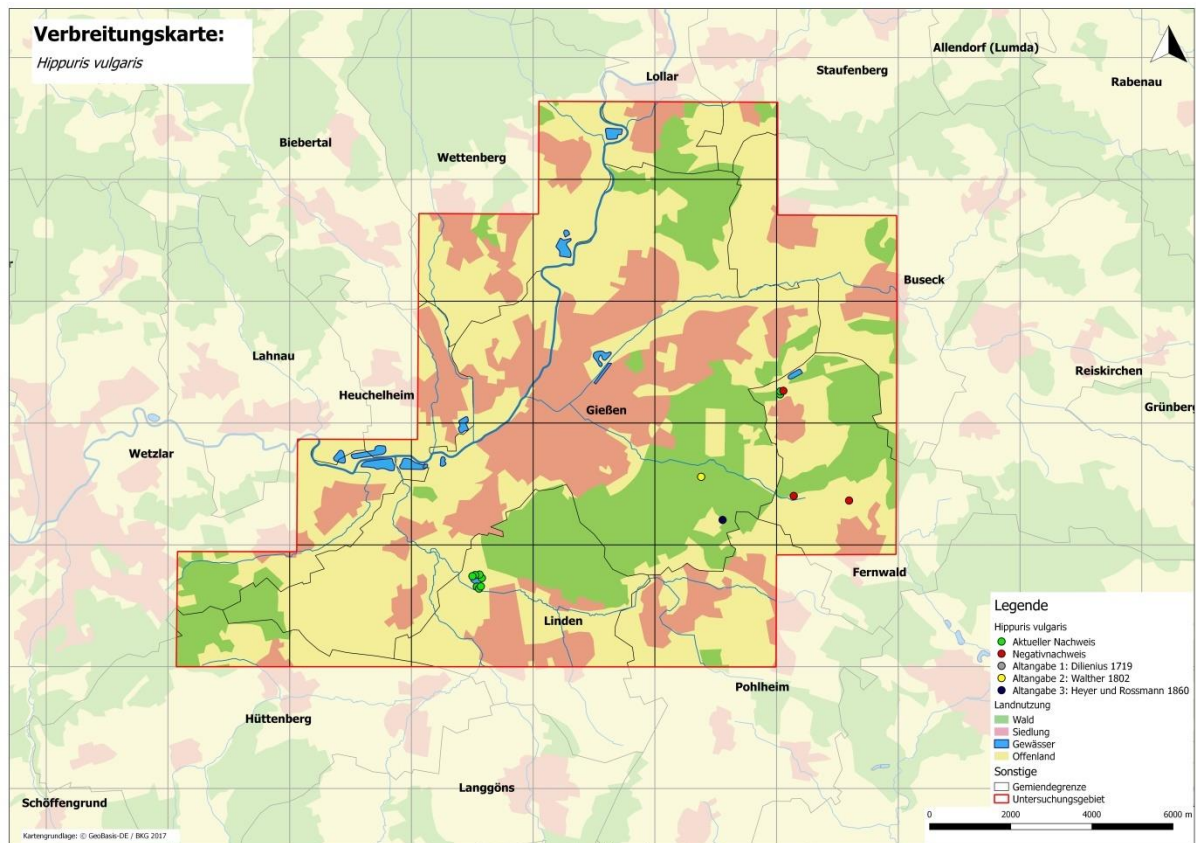 Verbreitungskarte:
Hippuris vulgaris
Allendorf (Lumda)
Lollar
Staufenberg
Rabenau
Biebertal
Wettenberg
Buseck
Lahnau
Reiskirchen
Heuchelheim
Gießen
Grünberg
Wetzlar
Fernwald
Linden
Pohlheim
Hüttenberg
Langgöns
Schöffengrund
Legende
Hippuris vulgaris
Aktueller Nachweis
Negativnachweis
Altangabe 1: Dilienius 1719
Altangabe 2: Walther 1802
Altangabe 3: Heyer und Rossmann 1860
Landnutzung
Wald
Siedlung
Gewässer
Offenland
Sonstige
Gemiendegrenze
Untersuchungsgebiet
0 2000 4000 6000 m
Kartengrundlage: © GeoBasis-DE / BKG 2017